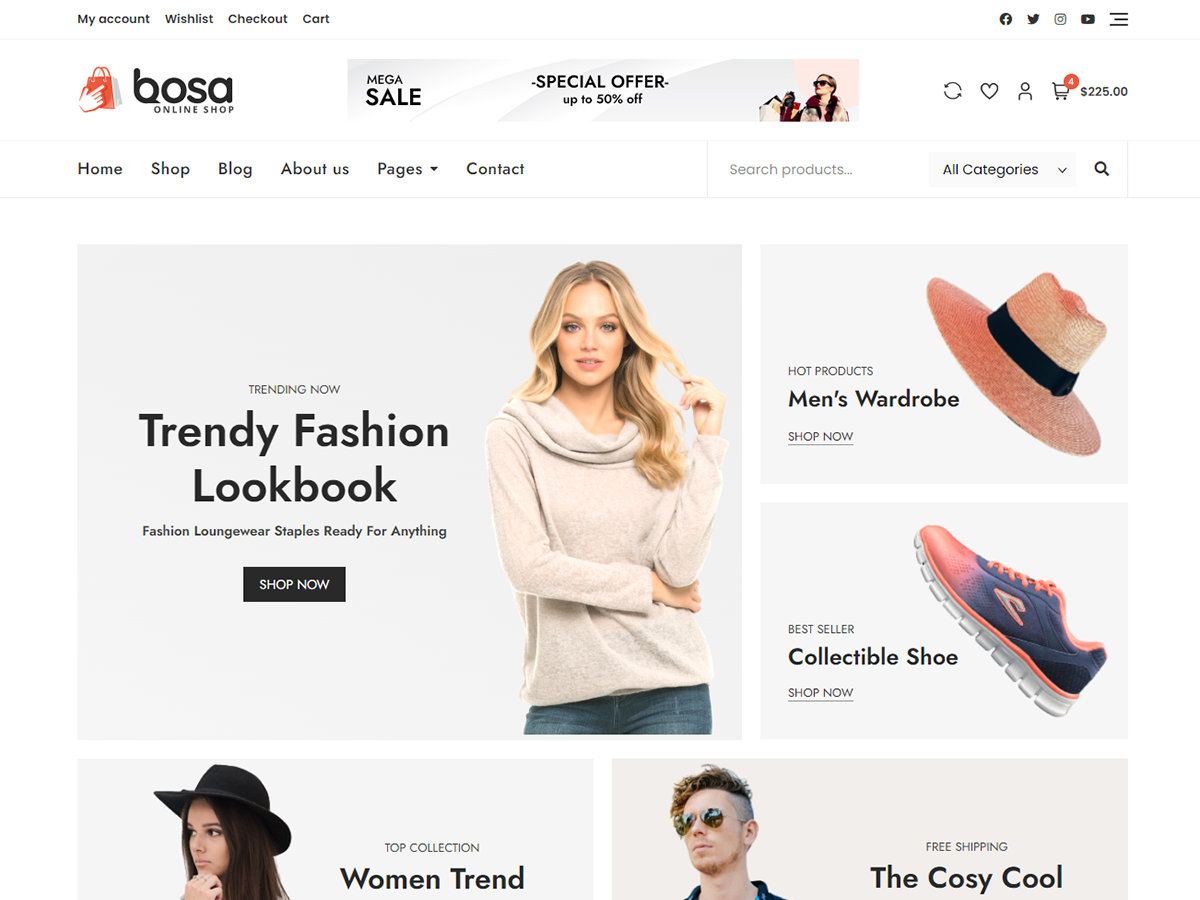 My account Wishlist Checkout Cart
bosa
ONLINE SHOP
MEGA
SALE
-SPECIAL OFFER-
up to 50% off
4
$225.00
Home Shop Blog About us Pages Contact
Search products...
All Categories
TRENDING NOW
Trendy Fashion
Lookbook
Fashion Loungewear Staples Ready For Anything
SHOP NOW
HOT PRODUCTS
Men's Wardrobe
SHOP NOW
BEST SELLER
Collectible Shoe
SHOP NOW
TOP COLLECTION
Women Trend
FREE SHIPPING
The Cosy Cool